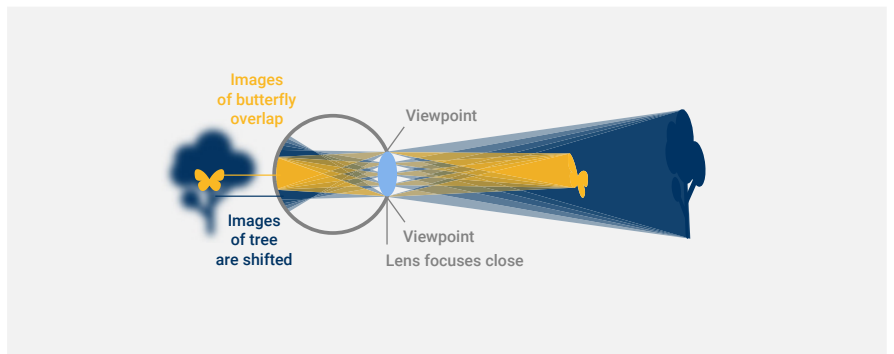 Images
of butterfly
overlap
Viewpoint
Images
of tree
are shifted
Viewpoint
Lens focuses close